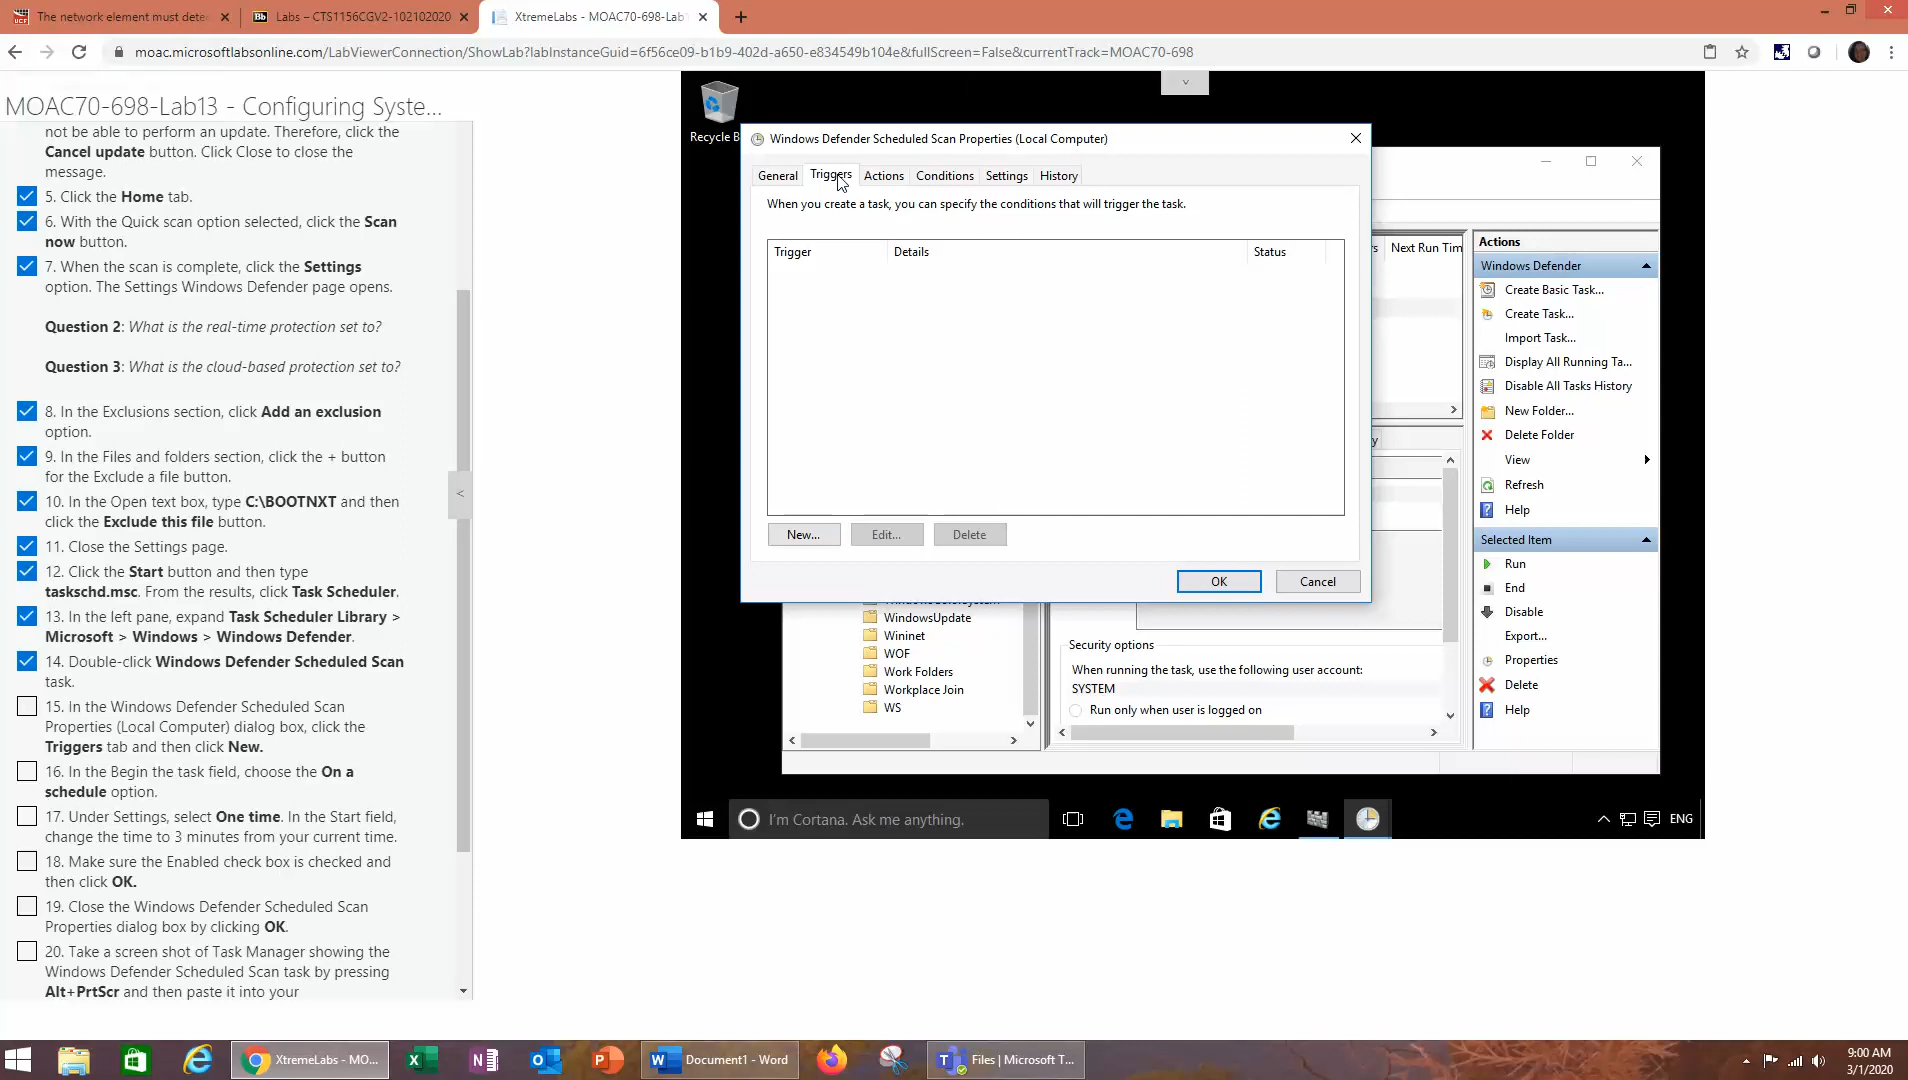 The network element must dete
Labs – CTS1156CGV2-102102020
XtremeLabs - MOAC70-698-Lab1
moac.microsoftlabsonline.com/LabViewerConnection/ShowLab?labInstanceGuid=6f56ce09-b1b9-402d-a650-e834549b104e&fullScreen=False&currentTrack=MOAC70-698
MOAC70-698-Lab13 - Configuring Syste...
not be able to perform an update. Therefore, click the
Cancel update button. Click Close to close the
message.
5. Click the Home tab.
6. With the Quick scan option selected, click the Scan
now button.
7. When the scan is complete, click the Settings
option. The Settings Windows Defender page opens.
Question 2: What is the real-time protection set to?
Question 3: What is the cloud-based protection set to?
8. In the Exclusions section, click Add an exclusion
option.
9. In the Files and folders section, click the + button
for the Exclude a file button.
10. In the Open text box, type C:\BOOTNXT and then
click the Exclude this file button.
11. Close the Settings page.
12. Click the Start button and then type
taskschd.msc. From the results, click Task Scheduler.
13. In the left pane, expand Task Scheduler Library >
Microsoft > Windows > Windows Defender.
14. Double-click Windows Defender Scheduled Scan
task.
15. In the Windows Defender Scheduled Scan
Properties (Local Computer) dialog box, click the
Triggers tab and then click New.
16. In the Begin the task field, choose the On a
schedule option.
17. Under Settings, select One time. In the Start field,
change the time to 3 minutes from your current time.
18. Make sure the Enabled check box is checked and
then click OK.
19. Close the Windows Defender Scheduled Scan
Properties dialog box by clicking OK.
20. Take a screen shot of Task Manager showing the
Windows Defender Scheduled Scan task by pressing
Alt+PrtScr and then paste it into your
<
Recycle B
Windows Defender Scheduled Scan Properties (Local Computer)
General Triggers Actions Conditions Settings History
When you create a task, you can specify the conditions that will trigger the task.
Trigger Details Status
New... Edit... Delete
OK Cancel
Next Run Tim
Actions
Windows Defender
Create Basic Task...
Create Task...
Import Task...
Display All Running Ta...
Disable All Tasks History
New Folder...
Delete Folder
View
Refresh
Help
Selected Item
Run
End
Disable
Export...
Properties
Delete
Help
WindowsUpdate
Wininet
WOF
Work Folders
Workplace Join
WS
Security options
When running the task, use the following user account:
SYSTEM
Run only when user is logged on
I'm Cortana. Ask me anything.
ENG
XtremeLabs - MO...
Document1 - Word
Files | Microsoft T...
9:00 AM
3/1/2020